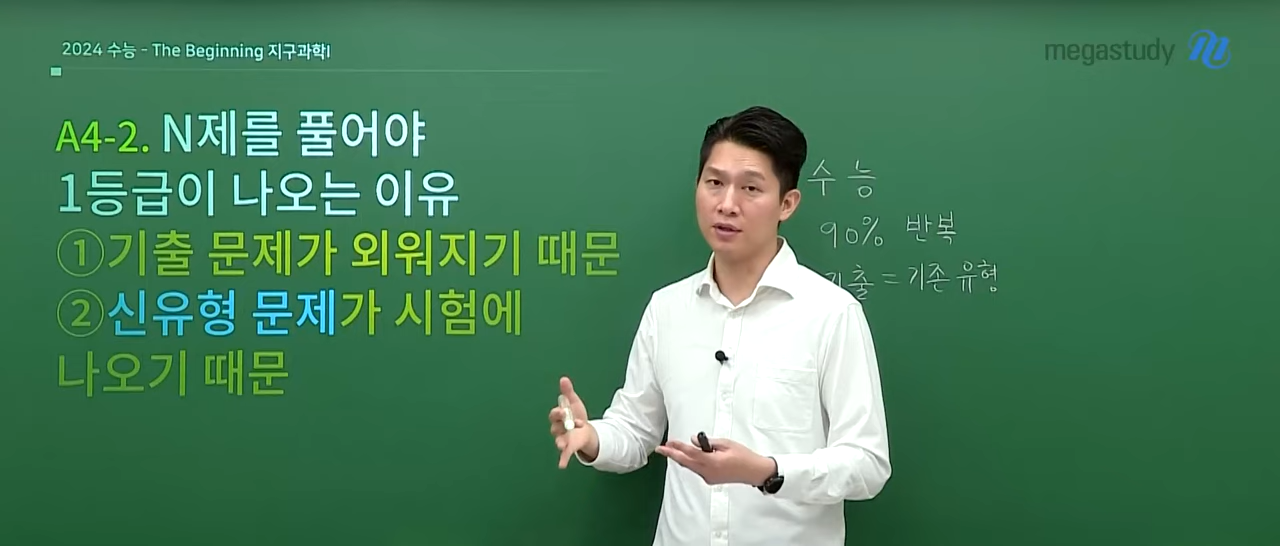 2024 수능 - The Beginning 지구과학I
megastudy
A4-2. N제를 풀어야
1등급이 나오는 이유
①기출 문제가 외워지기 때문
②신유형 문제가 시험에
나오기 때문
수능
90% 반복
기출 = 기존 유형